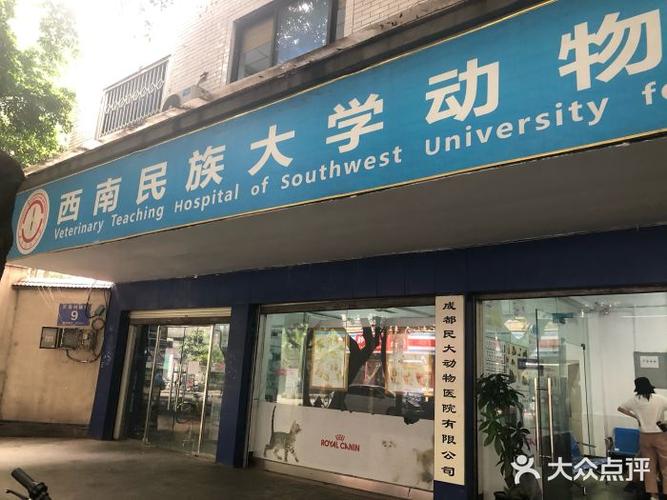 西南民族大学动物
Veterinary Teaching Hospital of Southwest University fo
9
成都民大动物医院有限公司
ROYAL CANIN
大众点评